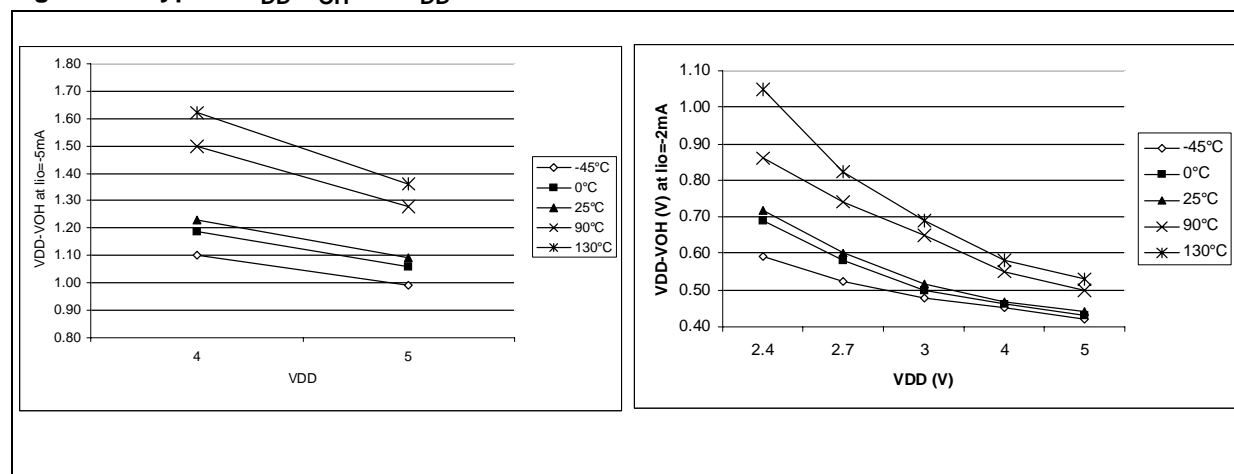 1.80
1.70
1.60
1.50
1.40
1.30
1.20
1.10
1.00
0.90
0.80
VDD-VOH at Iio=-5mA
4 5
VDD
-45°C
0°C
25°C
90°C
130°C
1.10
1.00
0.90
0.80
0.70
0.60
0.50
0.40
VDD-VOH (V) at Iio=-2mA
2.4 2.7 3 4 5
VDD (V)
-45°C
0°C
25°C
90°C
130°C